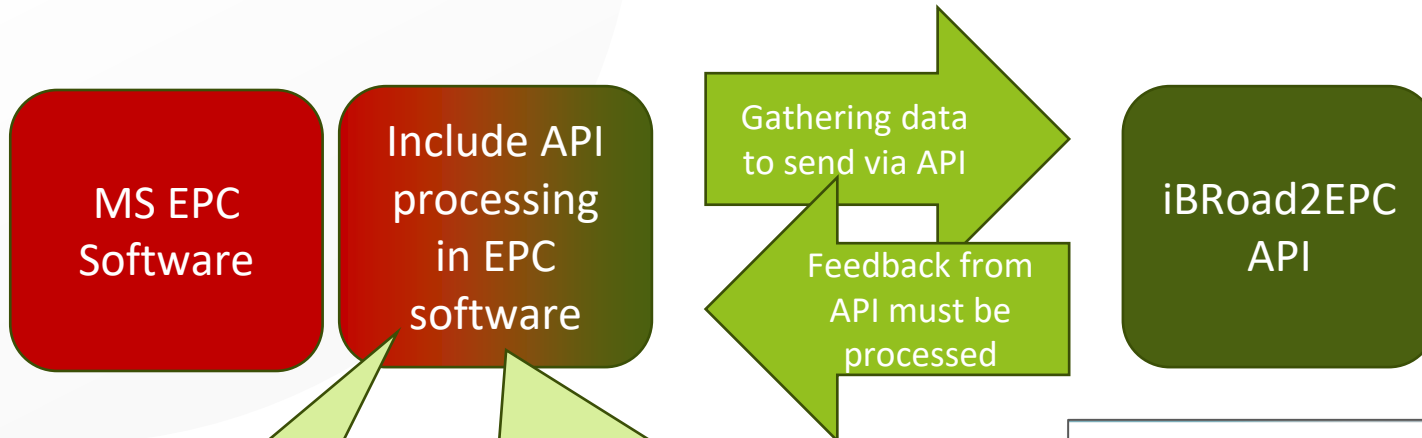 MS EPC
Software
Include API
processing
in EPC
software
Gathering data
to send via API
Feedback from
API must be
processed
iBRoad2EPC
API